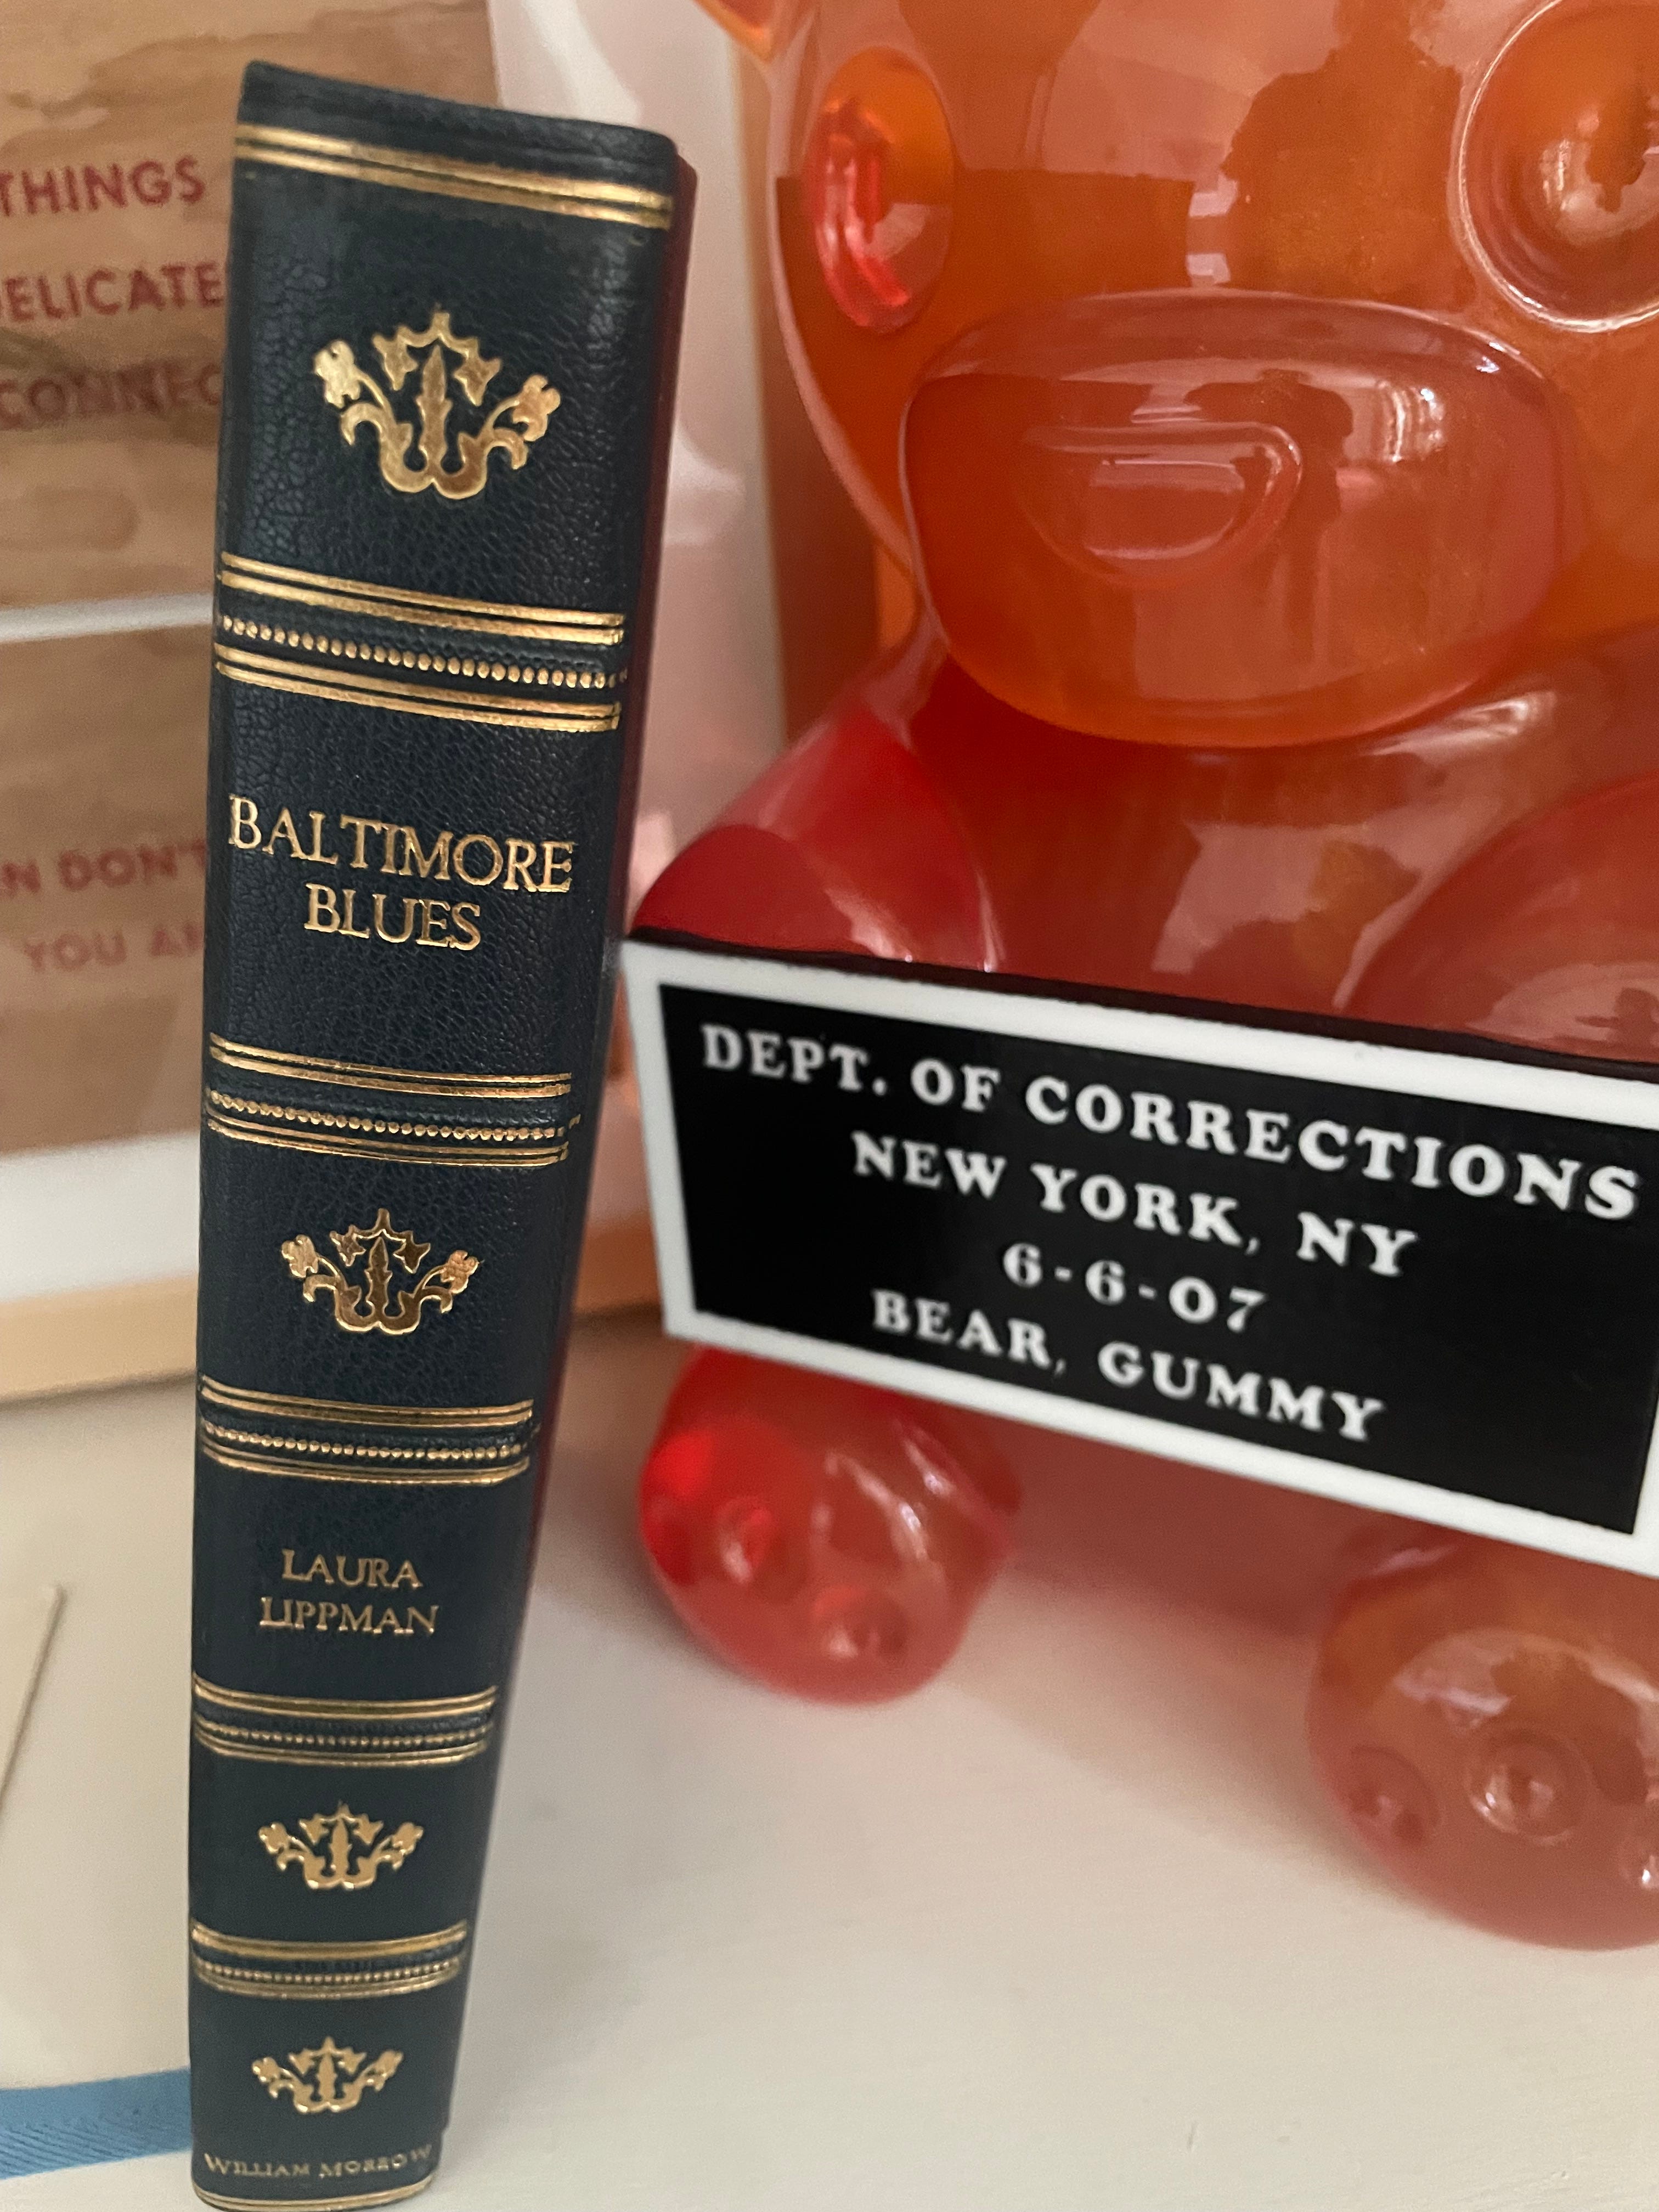 THINGS
DELICATE
CONNEC
N DON'T
YOU
BALTIMORE
BLUES
LAURA
LIPPMAN
WILLIAM MORROW
DEPT. OF CORRECTIONS
NEW YORK, NY
6-6-07
BEAR, GUMMY